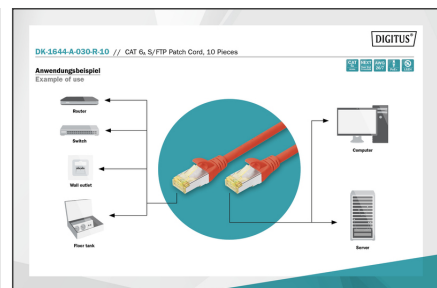 DIGITUS®
DK-1644-A-030-R-10 // CAT 6A S/FTP Patch Cord, 10 Pieces
Anwendungsbeispiel
Example of use
Router
Switch
Wall outlet
Floor tank
Computer
Server